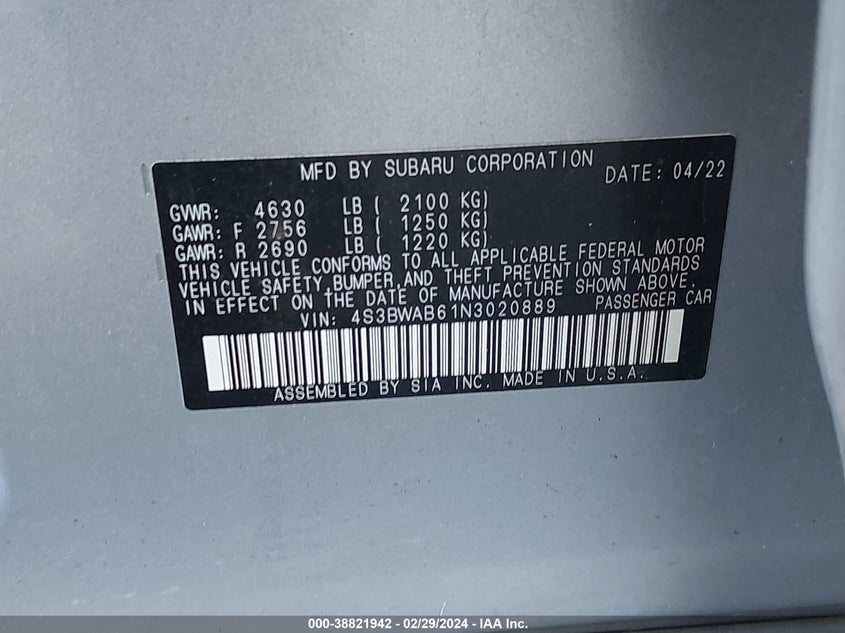 MFD BY SUBARU CORPORATION DATE: 04/22
GVWR: 4630 LB ( 2100 KG)
GAWR: F 2756 LB ( 1250 KG)
GAWR: R 2690 LB ( 1220 KG)
THIS VEHICLE CONFORMS TO ALL APPLICABLE FEDERAL MOTOR
VEHICLE SAFETY,BUMPER,AND THEFT PREVENTION STANDARDS
IN EFFECT ON THE DATE OF MANUFACTURE SHOWN ABOVE.
VIN: 4S3BWAB61N3020889 PASSENGER CAR
ASSEMBLED BY SIA INC. MADE IN U.S.A.
000-38821942 - 02/29/2024 - IAA Inc.